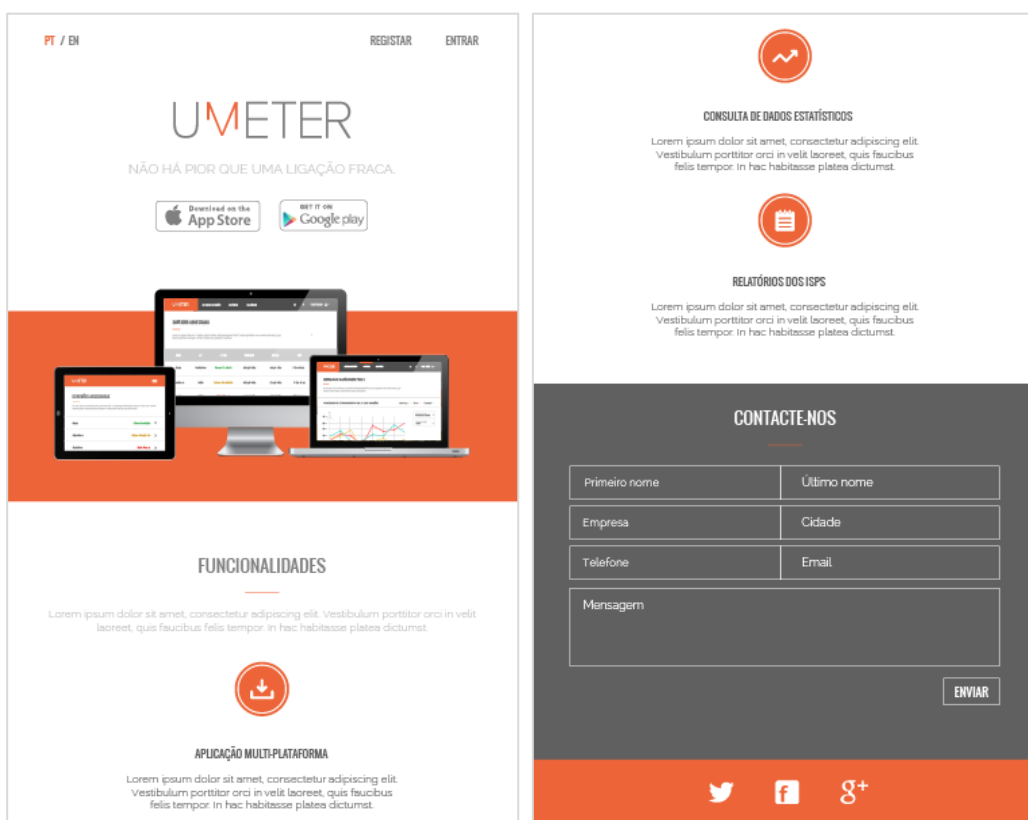 PT / EN
REGISTAR
ENTRAR
UMETER
NÃO HÁ PIOR QUE UMA LIGAÇÃO FRACA.
Download on the
App Store
GET IT ON
Google play
FUNCIONALIDADES
Lorem ipsum dolor sit amet, consectetur adipiscing elit. Vestibulum porttitor orci in velit
laoreet, quis faucibus felis tempor. In hac habitasse platea dictumst.
APLICAÇÃO MULTI-PLATAFORMA
Lorem ipsum dolor sit amet, consectetur adipiscing elit.
Vestibulum porttitor orci in velit laoreet, quis faucibus
felis tempor. In hac habitasse platea dictumst.
CONSULTA DE DADOS ESTATÍSTICOS
Lorem ipsum dolor sit amet, consectetur adipiscing elit.
Vestibulum porttitor orci in velit laoreet, quis faucibus
felis tempor. In hac habitasse platea dictumst.
RELATÓRIOS DOS ISPS
Lorem ipsum dolor sit amet, consectetur adipiscing elit.
Vestibulum porttitor orci in velit laoreet, quis faucibus
felis tempor. In hac habitasse platea dictumst.
CONTACTE-NOS
Primeiro nome
Último nome
Empresa
Cidade
Telefone
Email
Mensagem
ENVIAR